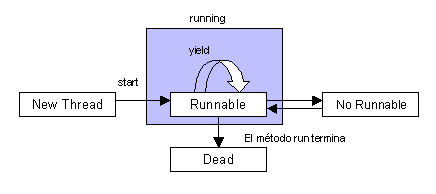 running
yield
start
New Thread
Runnable
No Runnable
El método run termina
Dead